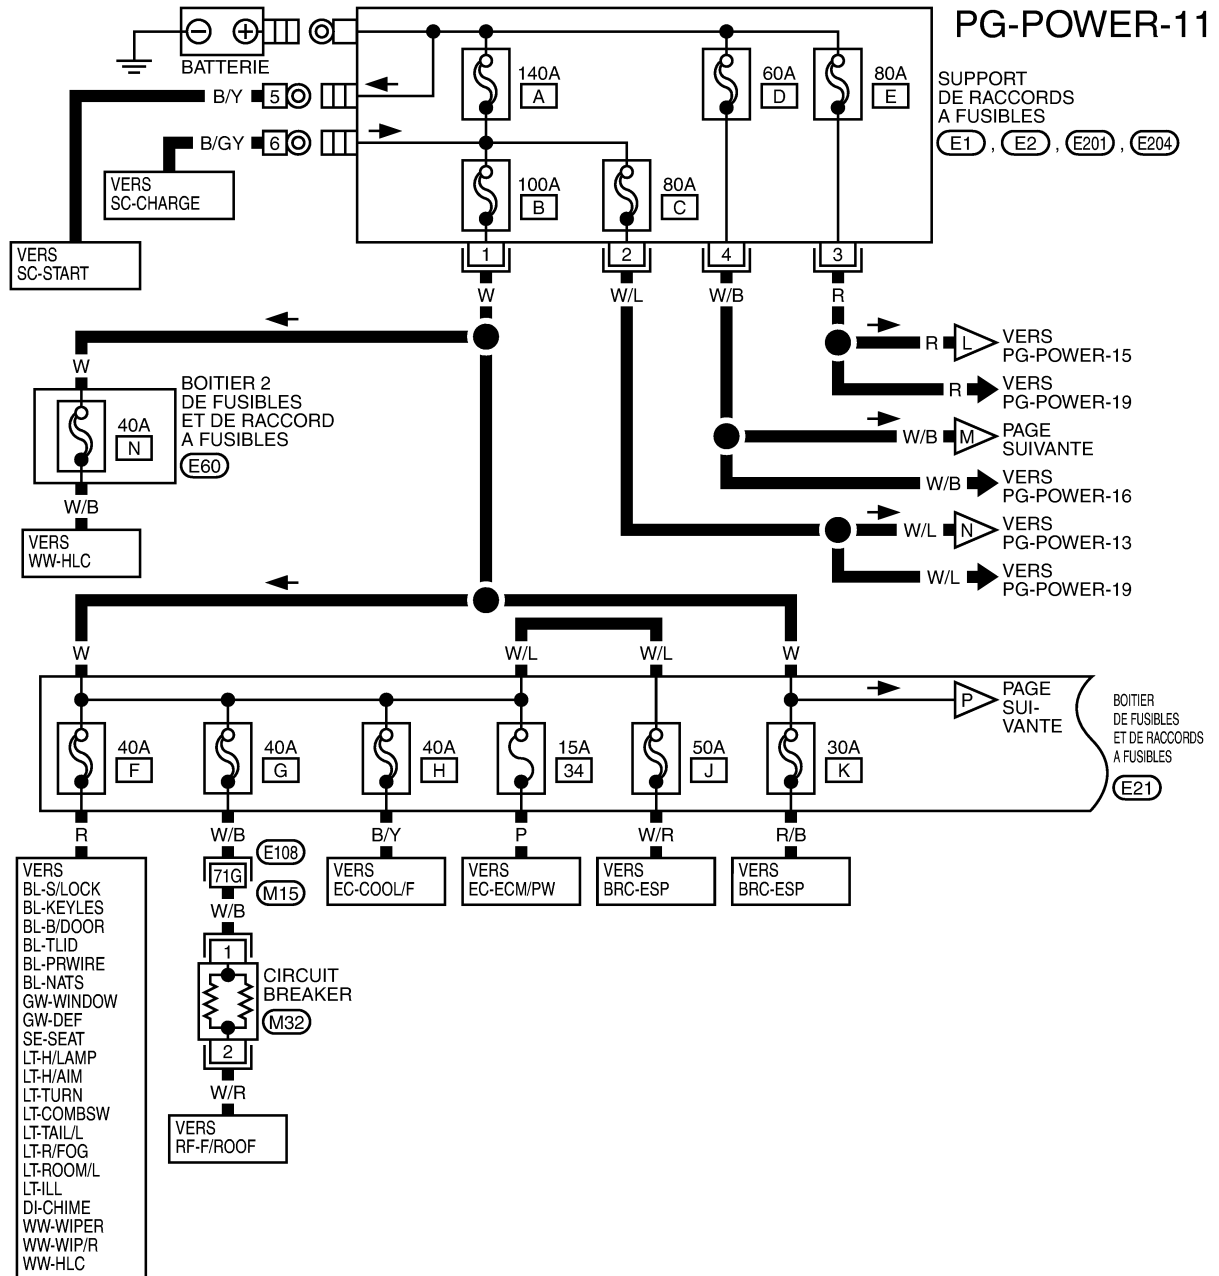 PG-POWER-11
BATTERIE
140A
A
60A
D
80A
E
SUPPORT
DE RACCORDS
A FUSIBLES
E1 , E2 , E201 , E204
B/Y
5
B/GY
6
VERS
SC-CHARGE
100A
B
80A
C
VERS
SC-START
1
2
4
3
W
W/L
W/B
R
R
L
VERS
PG-POWER-15
R
VERS
PG-POWER-19
W/B
M
PAGE
SUIVANTE
W/B
VERS
PG-POWER-16
W/L
N
VERS
PG-POWER-13
W/L
VERS
PG-POWER-19
W
BOITIER 2
DE FUSIBLES
ET DE RACCORD
A FUSIBLES
E60
40A
N
W/B
VERS
WW-HLC
W
W/L
W/L
W
P
PAGE
SUI-
VANTE
BOITIER
DE FUSIBLES
ET DE RACCORDS
A FUSIBLES
E21
40A
F
40A
G
40A
H
15A
34
50A
J
30A
K
R
W/B
B/Y
P
W/R
R/B
E108
71G
M15
W/B
1
CIRCUIT
BREAKER
M32
2
W/R
VERS
RF-F/ROOF
VERS
EC-COOL/F
VERS
EC-ECM/PW
VERS
BRC-ESP
VERS
BRC-ESP
VERS
BL-S/LOCK
BL-KEYLES
BL-B/DOOR
BL-TLID
BL-PRWIRE
BL-NATS
GW-WINDOW
GW-DEF
SE-SEAT
LT-H/LAMP
LT-H/AIM
LT-TURN
LT-COMBSW
LT-TAIL/L
LT-R/FOG
LT-ROOM/L
LT-ILL
DI-CHIME
WW-WIPER
WW-WIP/R
WW-HLC